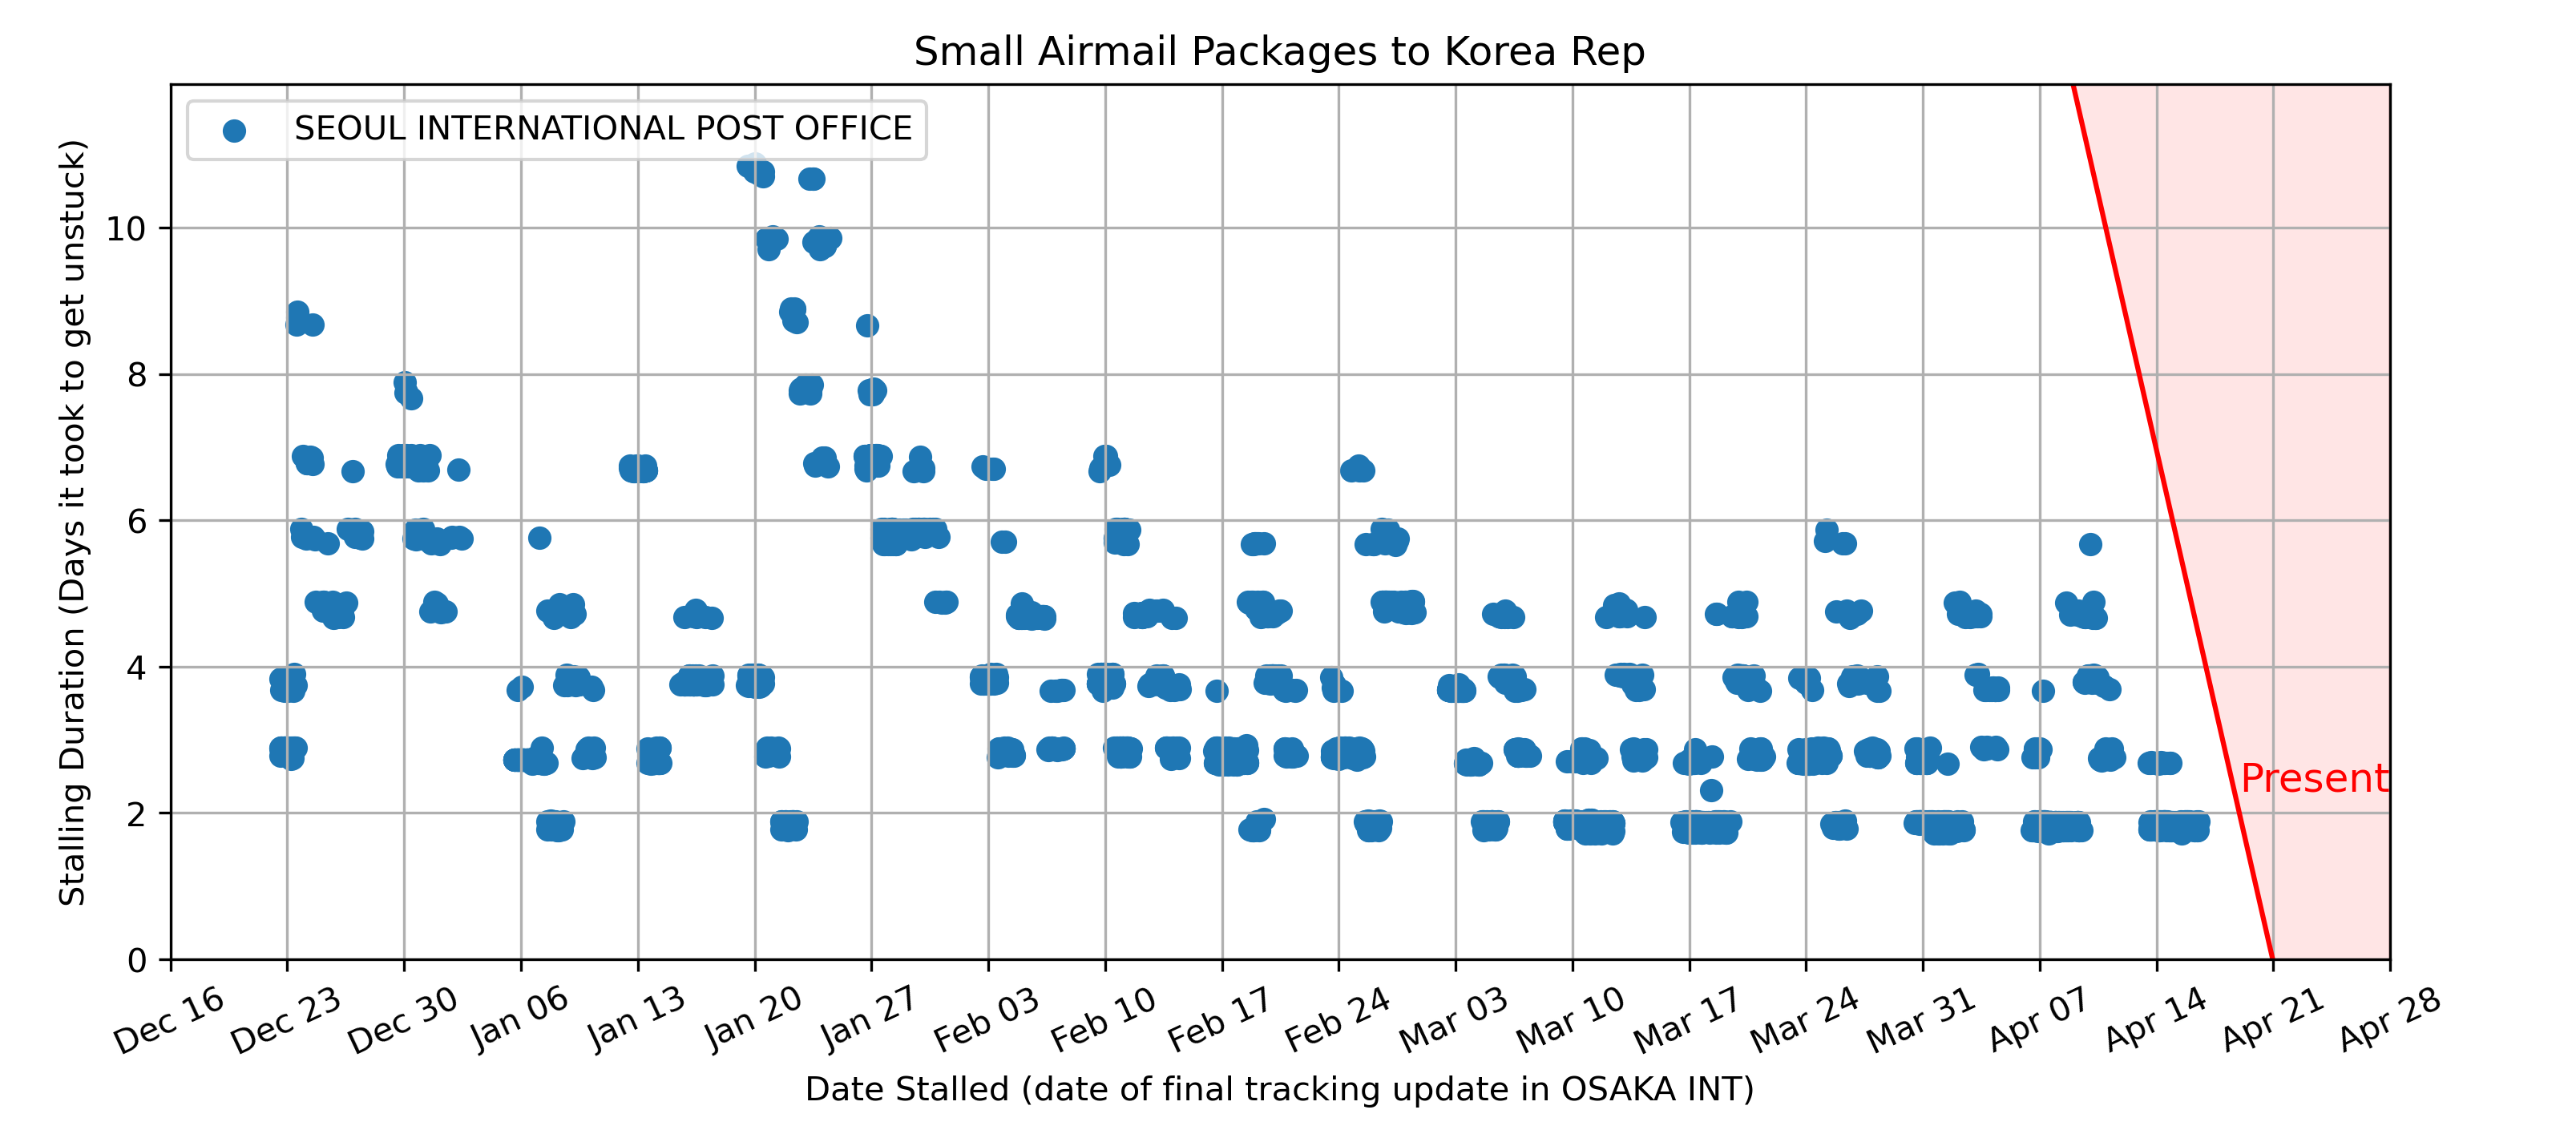 Small Airmail Packages to Korea Rep
SEOUL INTERNATIONAL POST OFFICE
Stalling Duration (Days it took to get unstuck)
10
8
6
4
2
0
Present
Dec 16
Dec 23
Dec 30
Jan 06
Jan 13
Jan 20
Jan 27
Feb 03
Feb 10
Feb 17
Feb 24
Mar 03
Mar 10
Mar 17
Mar 24
Mar 31
Apr 07
Apr 14
Apr 21
Apr 28
Date Stalled (date of final tracking update in OSAKA INT)